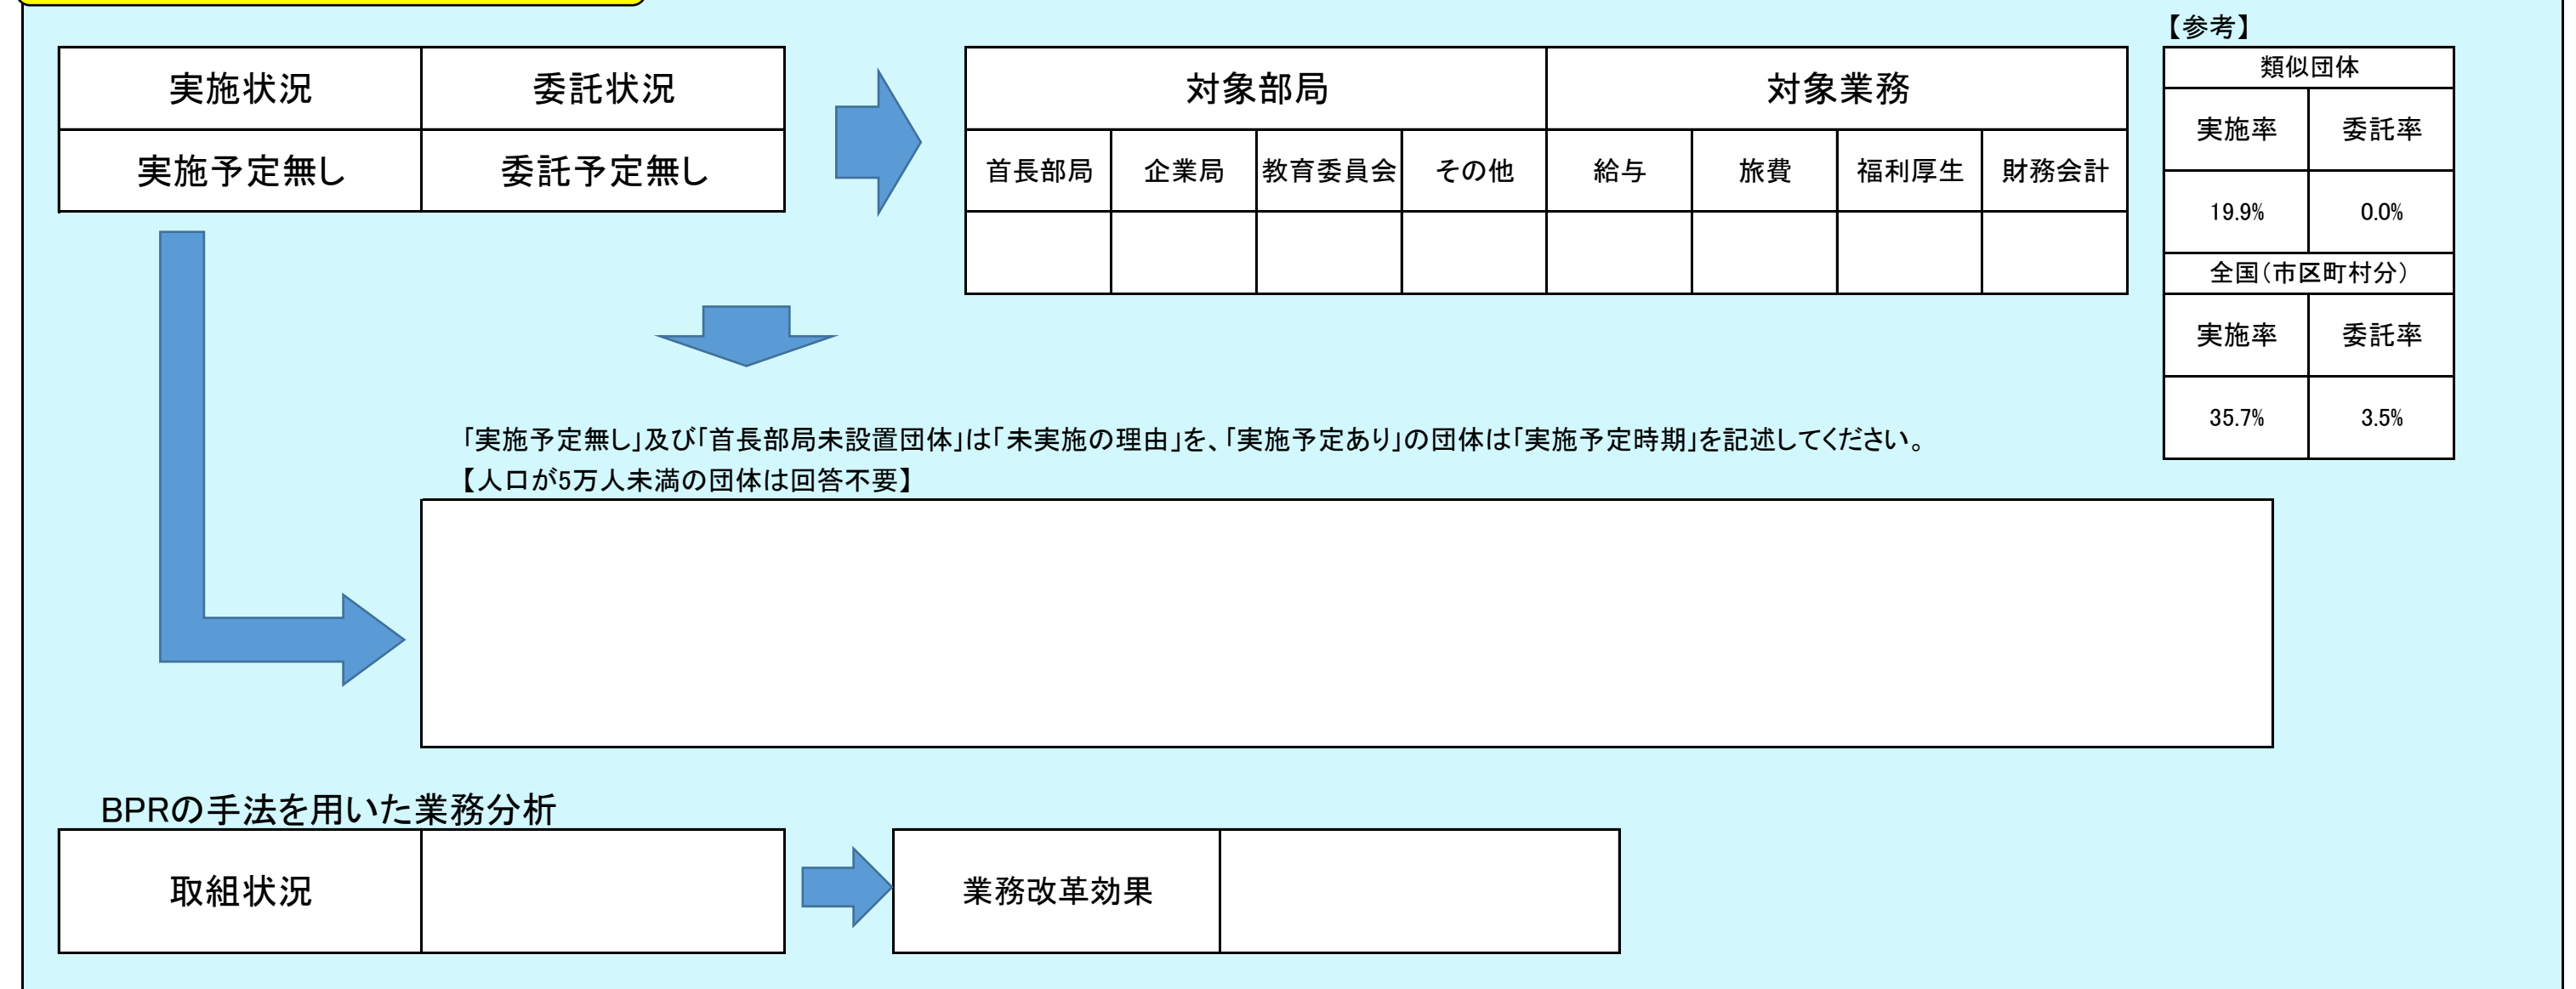 【参考】
実施状況 委託状況
実施予定無し 委託予定無し
対象部局 対象業務
首長部局 企業局 教育委員会 その他 給与 旅費 福利厚生 財務会計
類似団体
実施率 委託率
19.9% 0.0%
全国(市区町村分)
実施率 委託率
35.7% 3.5%
「実施予定無し」及び「首長部局未設置団体」は「未実施の理由」を、「実施予定あり」の団体は「実施予定時期」を記述してください。
【人口が5万人未満の団体は回答不要】
BPRの手法を用いた業務分析
取組状況
業務改革効果